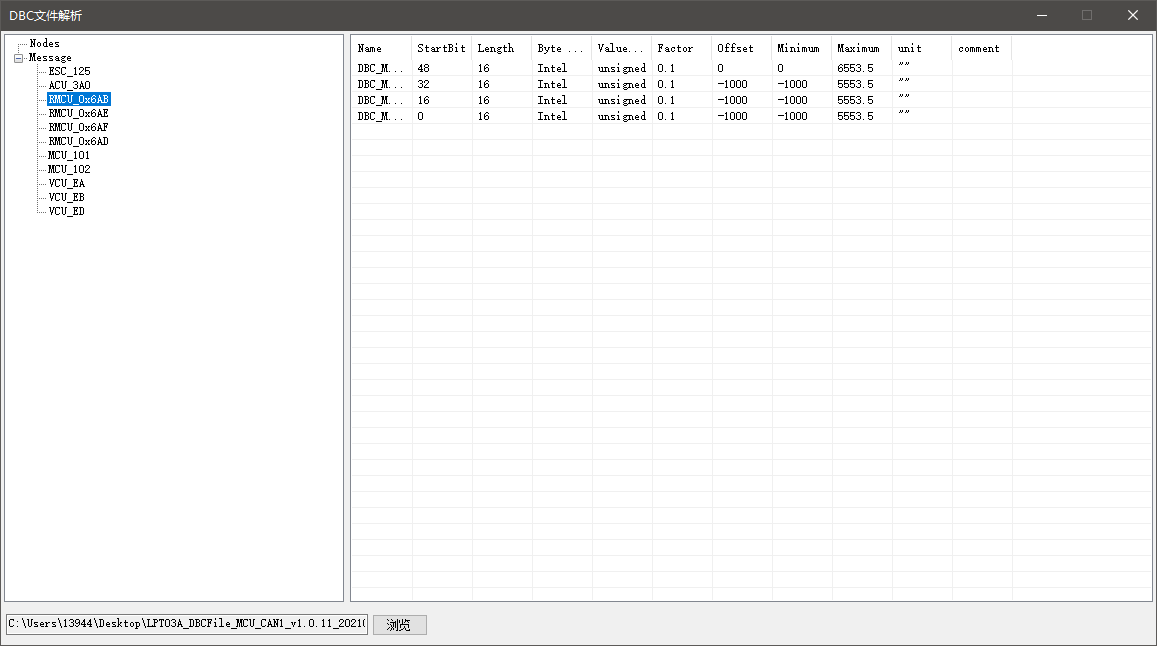 DBC文件解析
Nodes
Message
ESC_125
ACU_3A0
RMCU_0x6AB
RMCU_0x6AE
RMCU_0x6AF
RMCU_0x6AD
MCU_101
MCU_102
VCU_EA
VCU_EB
VCU_ED
Name StartBit Length Byte ... Value... Factor Offset Minimum Maximum unit comment
DBC_M... 48 16 Intel unsigned 0.1 0 0 6553.5 ""
DBC_M... 32 16 Intel unsigned 0.1 -1000 -1000 5553.5 ""
DBC_M... 16 16 Intel unsigned 0.1 -1000 -1000 5553.5 ""
DBC_M... 0 16 Intel unsigned 0.1 -1000 -1000 5553.5 ""
C:\Users\13944\Desktop\LPT03A_DBCFile_MCU_CAN1_v1.0.11_2021( 浏览